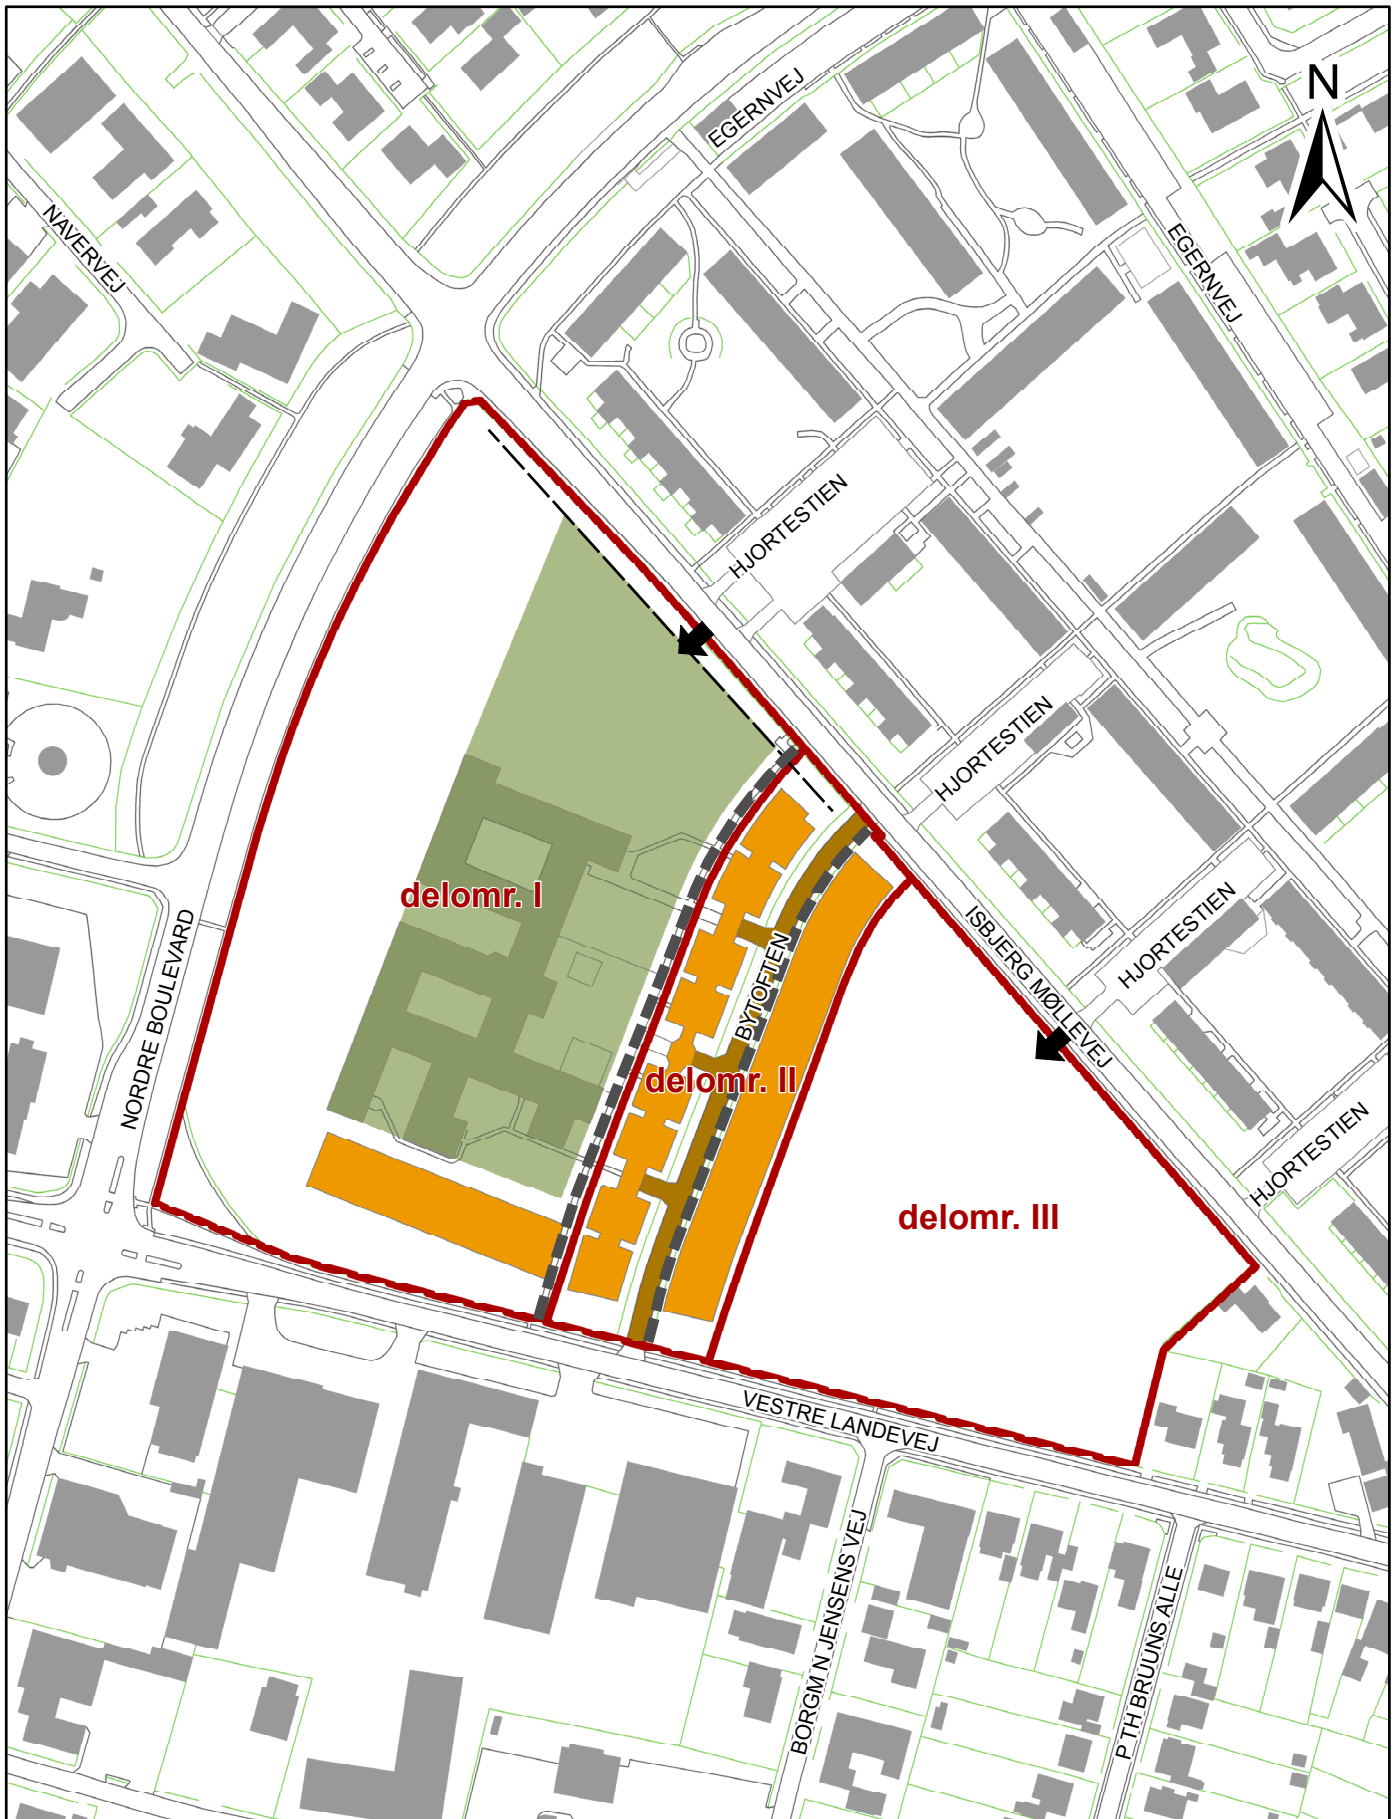 N
EGERNVEJ
NAVERVEJ
EGERNVEJ
HJORTESTIEN
HJORTESTIEN
delomr. I
NORDRE BOULEVARD
BYTOFTEN
ISBJERG MØLLEVEJ
HJORTESTIEN
delomr. II
HJORTESTIEN
delomr. III
VESTRE LANDEVEJ
BORGM N JENSENS VEJ
P TH BRUUNS ALLE